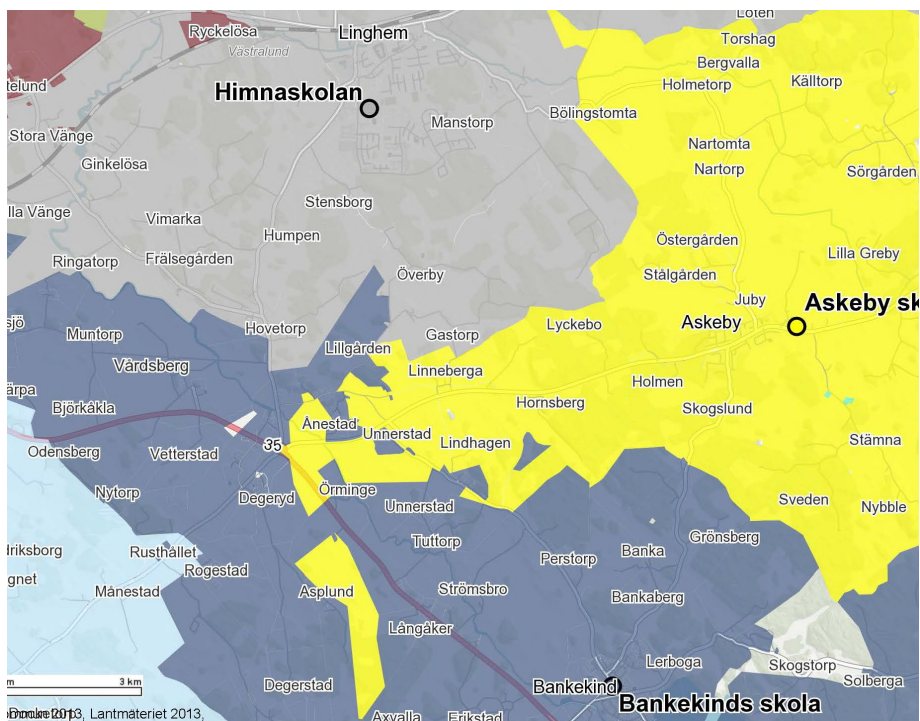 Löten
Ryckelösa
Linghem
Torshag
Västralund
Bergvalla
telund
Himnaskolan
Holmetorp
Källtorp
Manstorp
Bölingstomta
Stora Vänge
Nartomta
Ginkelösa
Nartorp
Sörgården
Stensborg
lla Vänge
Vimarka
Humpen
Östergården
Ringatorp
Frälsegården
Lilla Greby
Överby
Stålgården
Juby
Askeby sk
sjö
Muntorp
Hovetorp
Gastorp
Lyckebo
Askeby
Lillgården
Vårdsberg
Linneberga
Holmen
ärpa
Björkåkla
Hornsberg
Skogslund
Ånestad
Unnerstad
Lindhagen
Stämna
35
Odensberg
Vetterstad
Nytorp
Degeryd
Örminge
Unnerstad
Sveden
Nybble
Tuttorp
Grönsberg
driksborg
Rusthållet
Banka
Perstorp
Rogestad
gnet
Månestad
Asplund
Strömsbro
Bankaberg
Långåker
Lerboga
Skogstorp
Solberga
m
3 km
Degerstad
Bankekind
Bankekinds skola
2013, Lantmäteriet 2013,
Axvalla
Erikstad